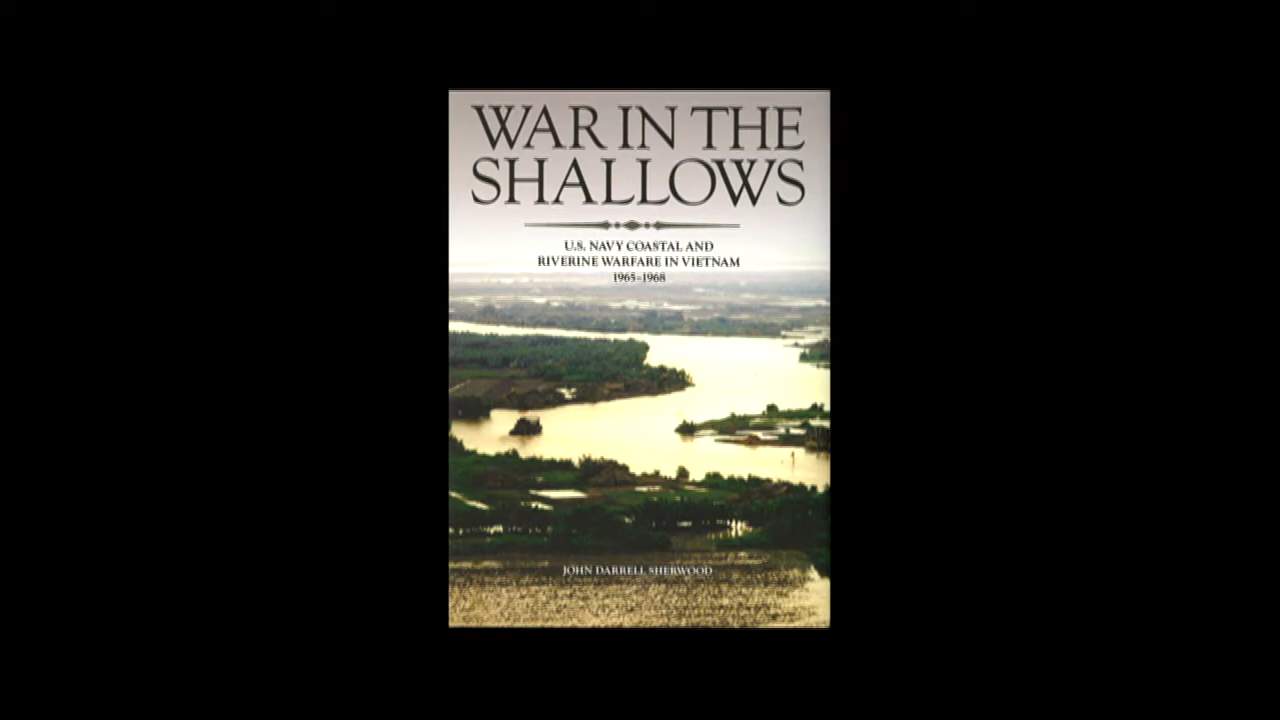 WAR IN THE
SHALLOWS
U.S. NAVY COASTAL AND
RIVERINE WARFARE IN VIETNAM
1965–1968
JOHN DARRELL SHERWOOD